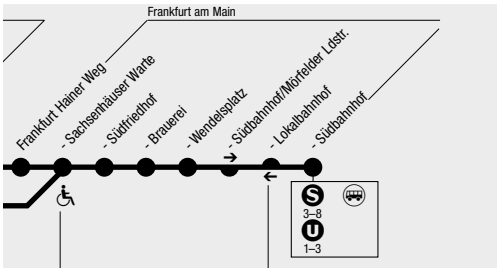 Frankfurt am Main
Frankfurt Hainer Weg
- Sachsenhäuser Warte
- Südfriedhof
- Brauerei
- Wendelsplatz
- Südbahnhof/Mörfelder Ldstr.
- Lokalbahnhof
- Südbahnhof
S
3–8
U
1–3